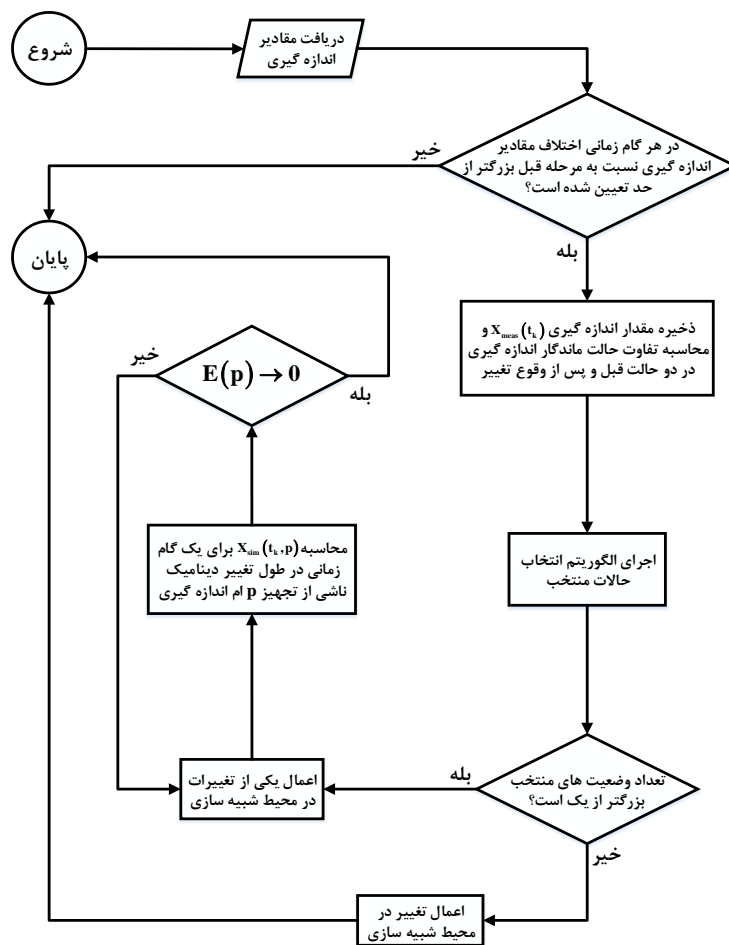 شروع
دریافت مقادیر
اندازه گیری
در هر گام زمانی اختلاف مقادیر
اندازه گیری نسبت به مرحله قبل بزرگتر از
حد تعیین شده است؟
خیر
بله
پایان
ذخیره مقدار اندازه گیری X_meas(t_k) و
محاسبه تفاوت حالت ماندگار اندازه گیری
در دو حالت قبل و پس از وقوع تغییر
خیر
E(p) → 0
بله
محاسبه X_sim(t_k, p) برای یک گام
زمانی در طول تغییر دینامیک
ناشی از تجهیز p ام اندازه گیری
اجرای الگوریتم انتخاب
حالات منتخب
اعمال یکی از تغییرات
در محیط شبیه سازی
بله
تعداد وضعیت های منتخب
بزرگتر از یک است؟
خیر
اعمال تغییر در
محیط شبیه سازی